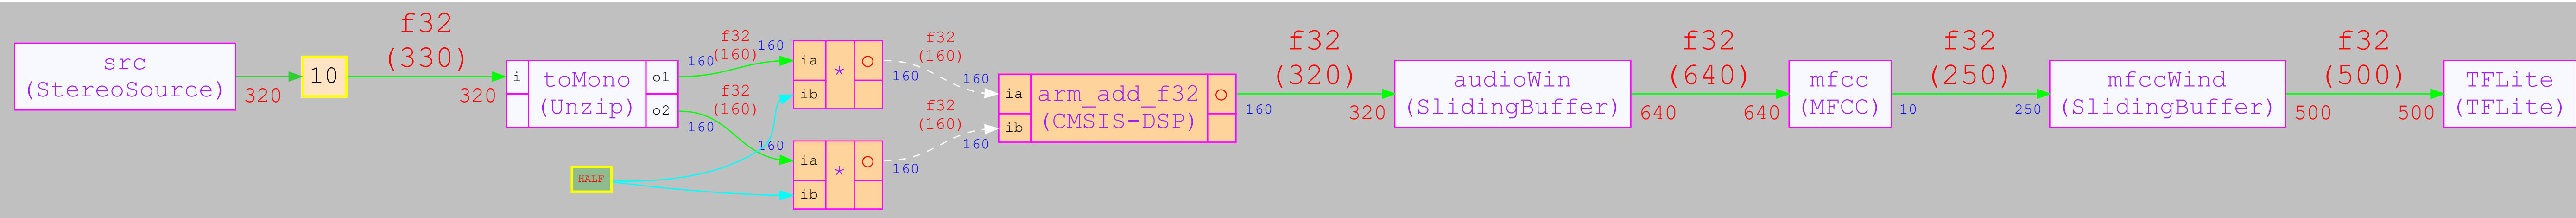 src
(StereoSource)
320
10
f32
(330)
320
i
toMono
(Unzip)
o1
o2
160
f32
(160)
160
f32
(160)
160
160
HALF
ia
ib
*
o
160
ia
ib
*
o
160
f32
(160)
160
f32
(160)
160
ia
ib
arm_add_f32
(CMSIS-DSP)
o
160
f32
(320)
320
audioWin
(SlidingBuffer)
640
f32
(640)
640
mfcc
(MFCC)
10
f32
(250)
250
mfccWind
(SlidingBuffer)
500
f32
(500)
500
TFLite
(TFLite)